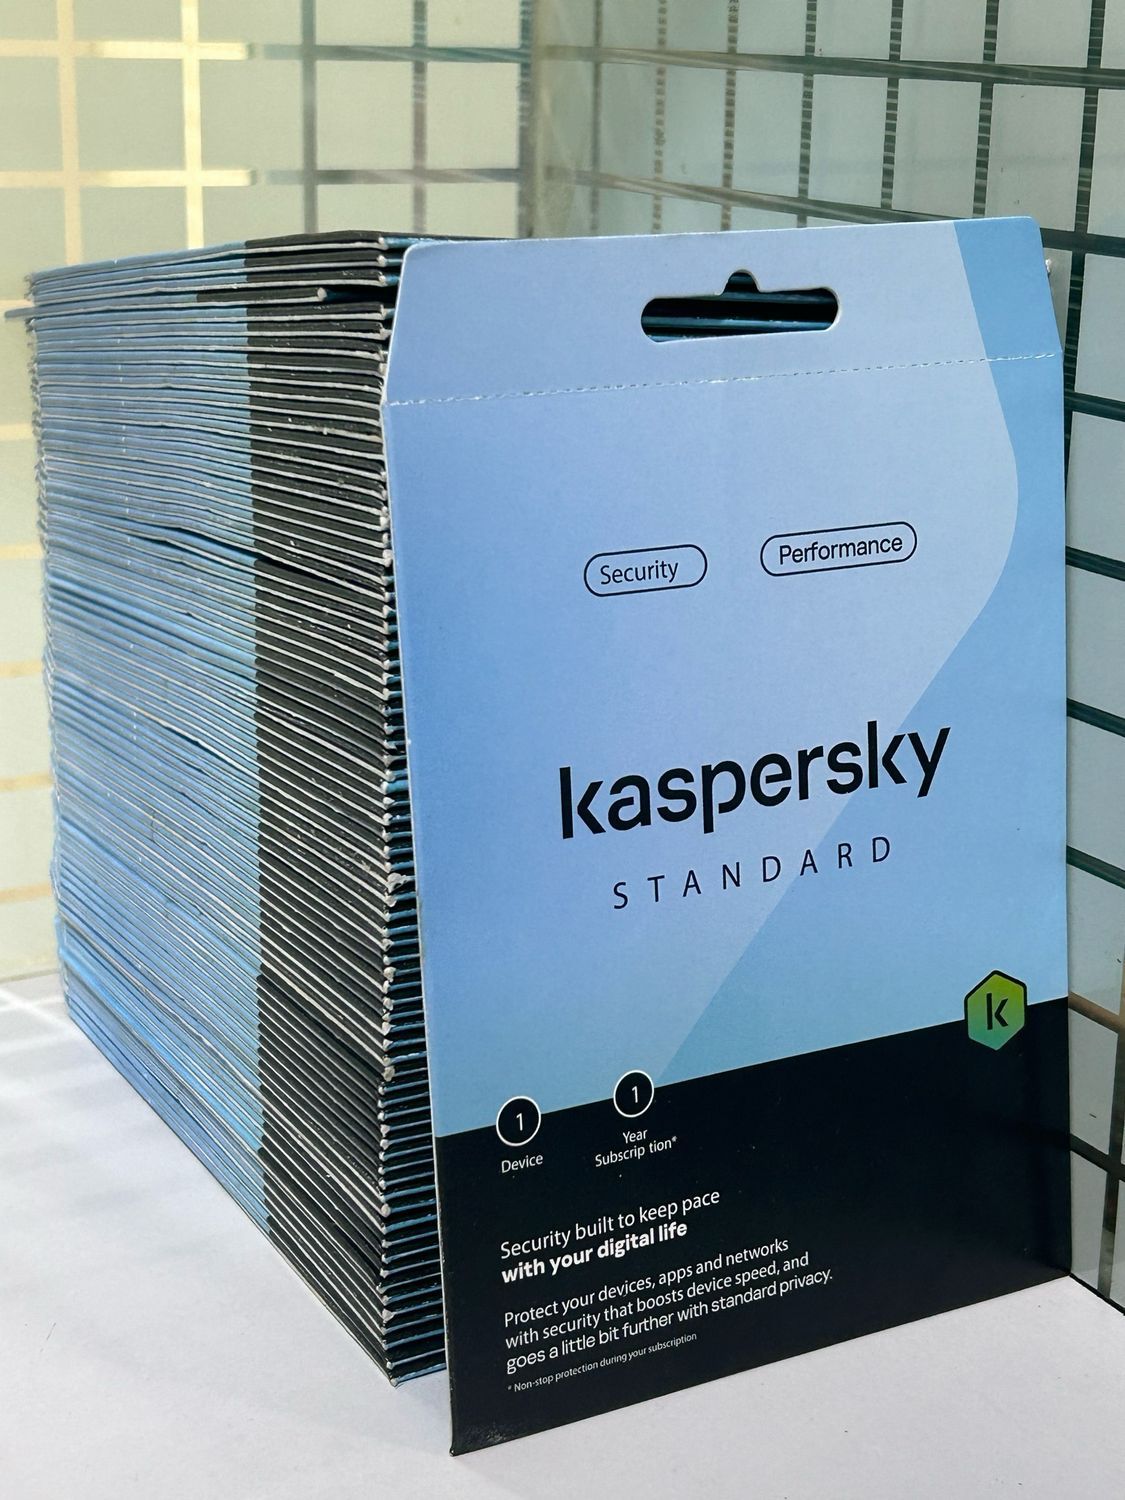 Security
Performance
kaspersky
STANDARD
k
1
Device
1
Year
Subscrip tion*
Security built to keep pace
with your digital life
Protect your devices, apps and networks
with security that boosts device speed, and
goes a little bit further with standard privacy.
* Non-stop protection during your subscription